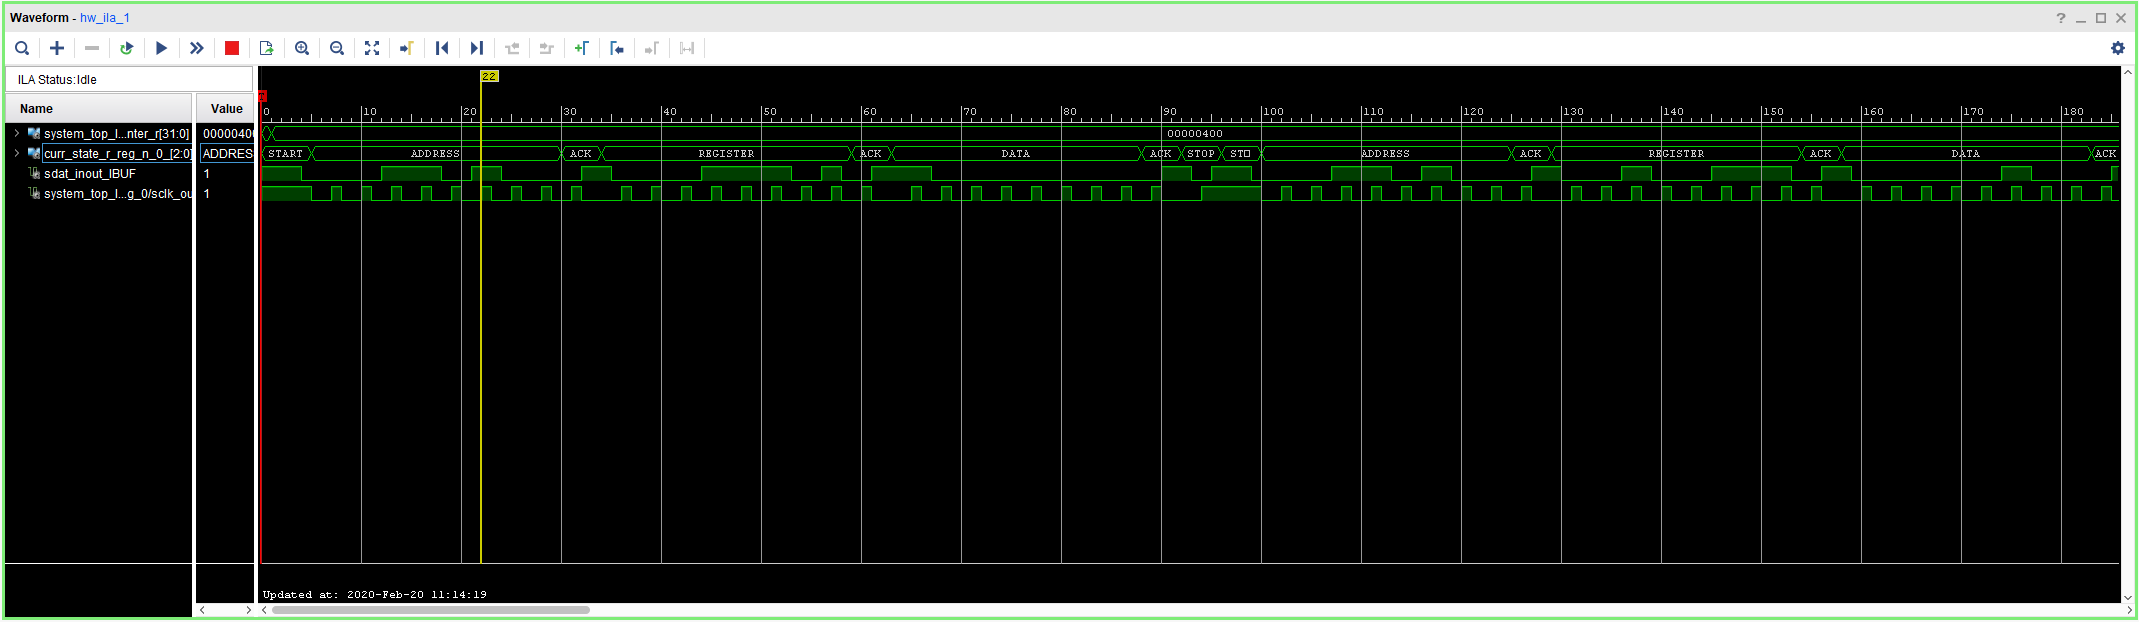 Waveform - hw_ila_1
ILA Status:Idle
Name Value
22
0 10 20 30 40 50 60 70 80 90 100 110 120 130 140 150 160 170 180
system_top_l...nter_r[31:0] 00000400 00000400
curr_state_r_reg_n_0_[2:0] ADDRES START ADDRESS ACK REGISTER ACK DATA ACK STOP ST ADDRESS ACK REGISTER ACK DATA ACK
sdat_inout_IBUF 1
system_top_l...g_0/sclk_ou 1
Updated at: 2020-Feb-20 11:14:19